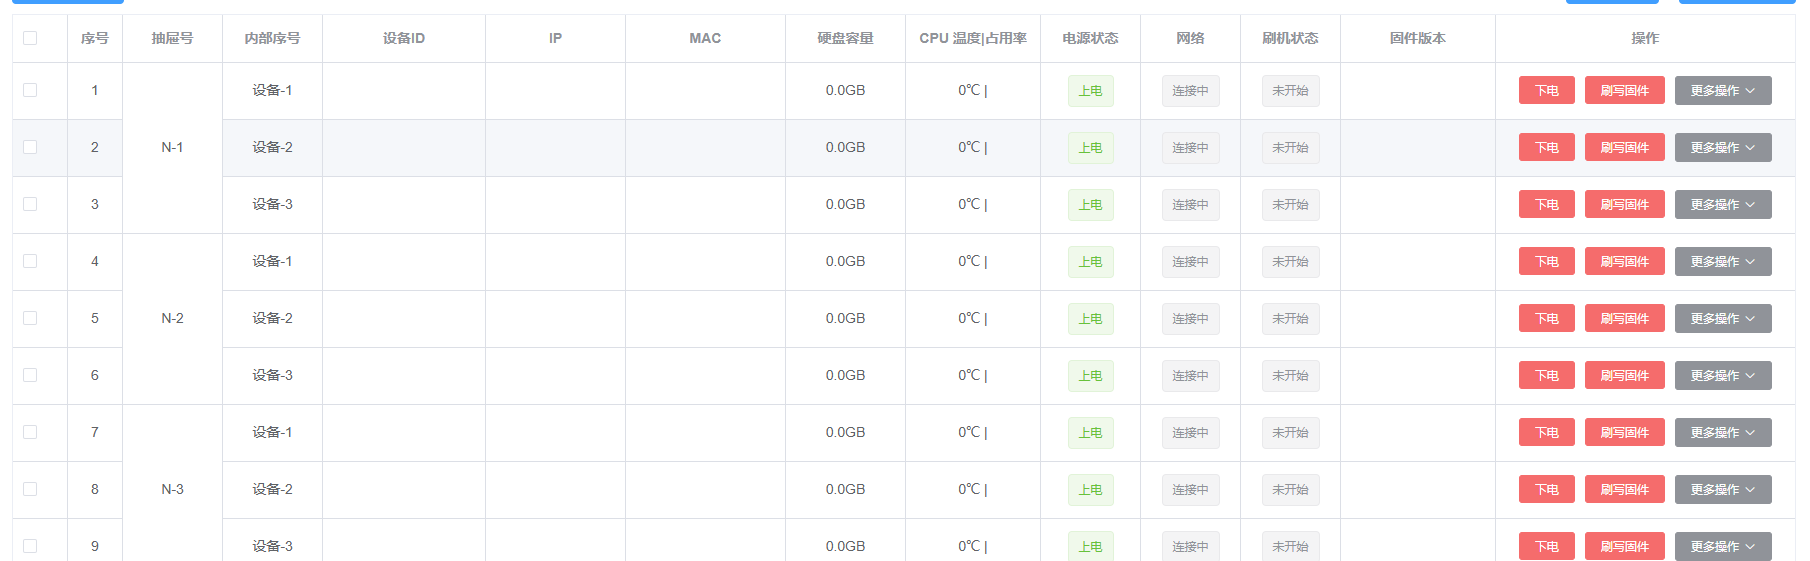 序号 抽屉号 内部序号 设备ID IP MAC 硬盘容量 CPU 温度|占用率 电源状态 网络 刷机状态 固件版本 操作
1 设备-1 0.0GB 0℃ | 上电 连接中 未开始 下电 刷写固件 更多操作
2 N-1 设备-2 0.0GB 0℃ | 上电 连接中 未开始 下电 刷写固件 更多操作
3 设备-3 0.0GB 0℃ | 上电 连接中 未开始 下电 刷写固件 更多操作
4 设备-1 0.0GB 0℃ | 上电 连接中 未开始 下电 刷写固件 更多操作
5 N-2 设备-2 0.0GB 0℃ | 上电 连接中 未开始 下电 刷写固件 更多操作
6 设备-3 0.0GB 0℃ | 上电 连接中 未开始 下电 刷写固件 更多操作
7 设备-1 0.0GB 0℃ | 上电 连接中 未开始 下电 刷写固件 更多操作
8 N-3 设备-2 0.0GB 0℃ | 上电 连接中 未开始 下电 刷写固件 更多操作
9 设备-3 0.0GB 0℃ | 上电 连接中 未开始 下电 刷写固件 更多操作